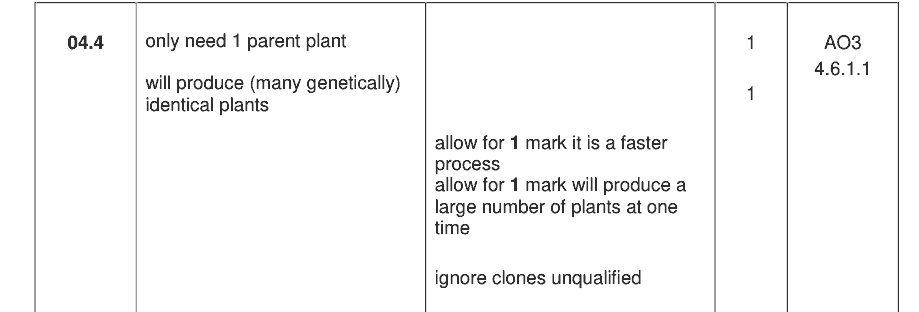 04.4
only need 1 parent plant
1
AO3
4.6.1.1
will produce (many genetically)
identical plants
1
allow for 1 mark it is a faster
process
allow for 1 mark will produce a
large number of plants at one
time
ignore clones unqualified